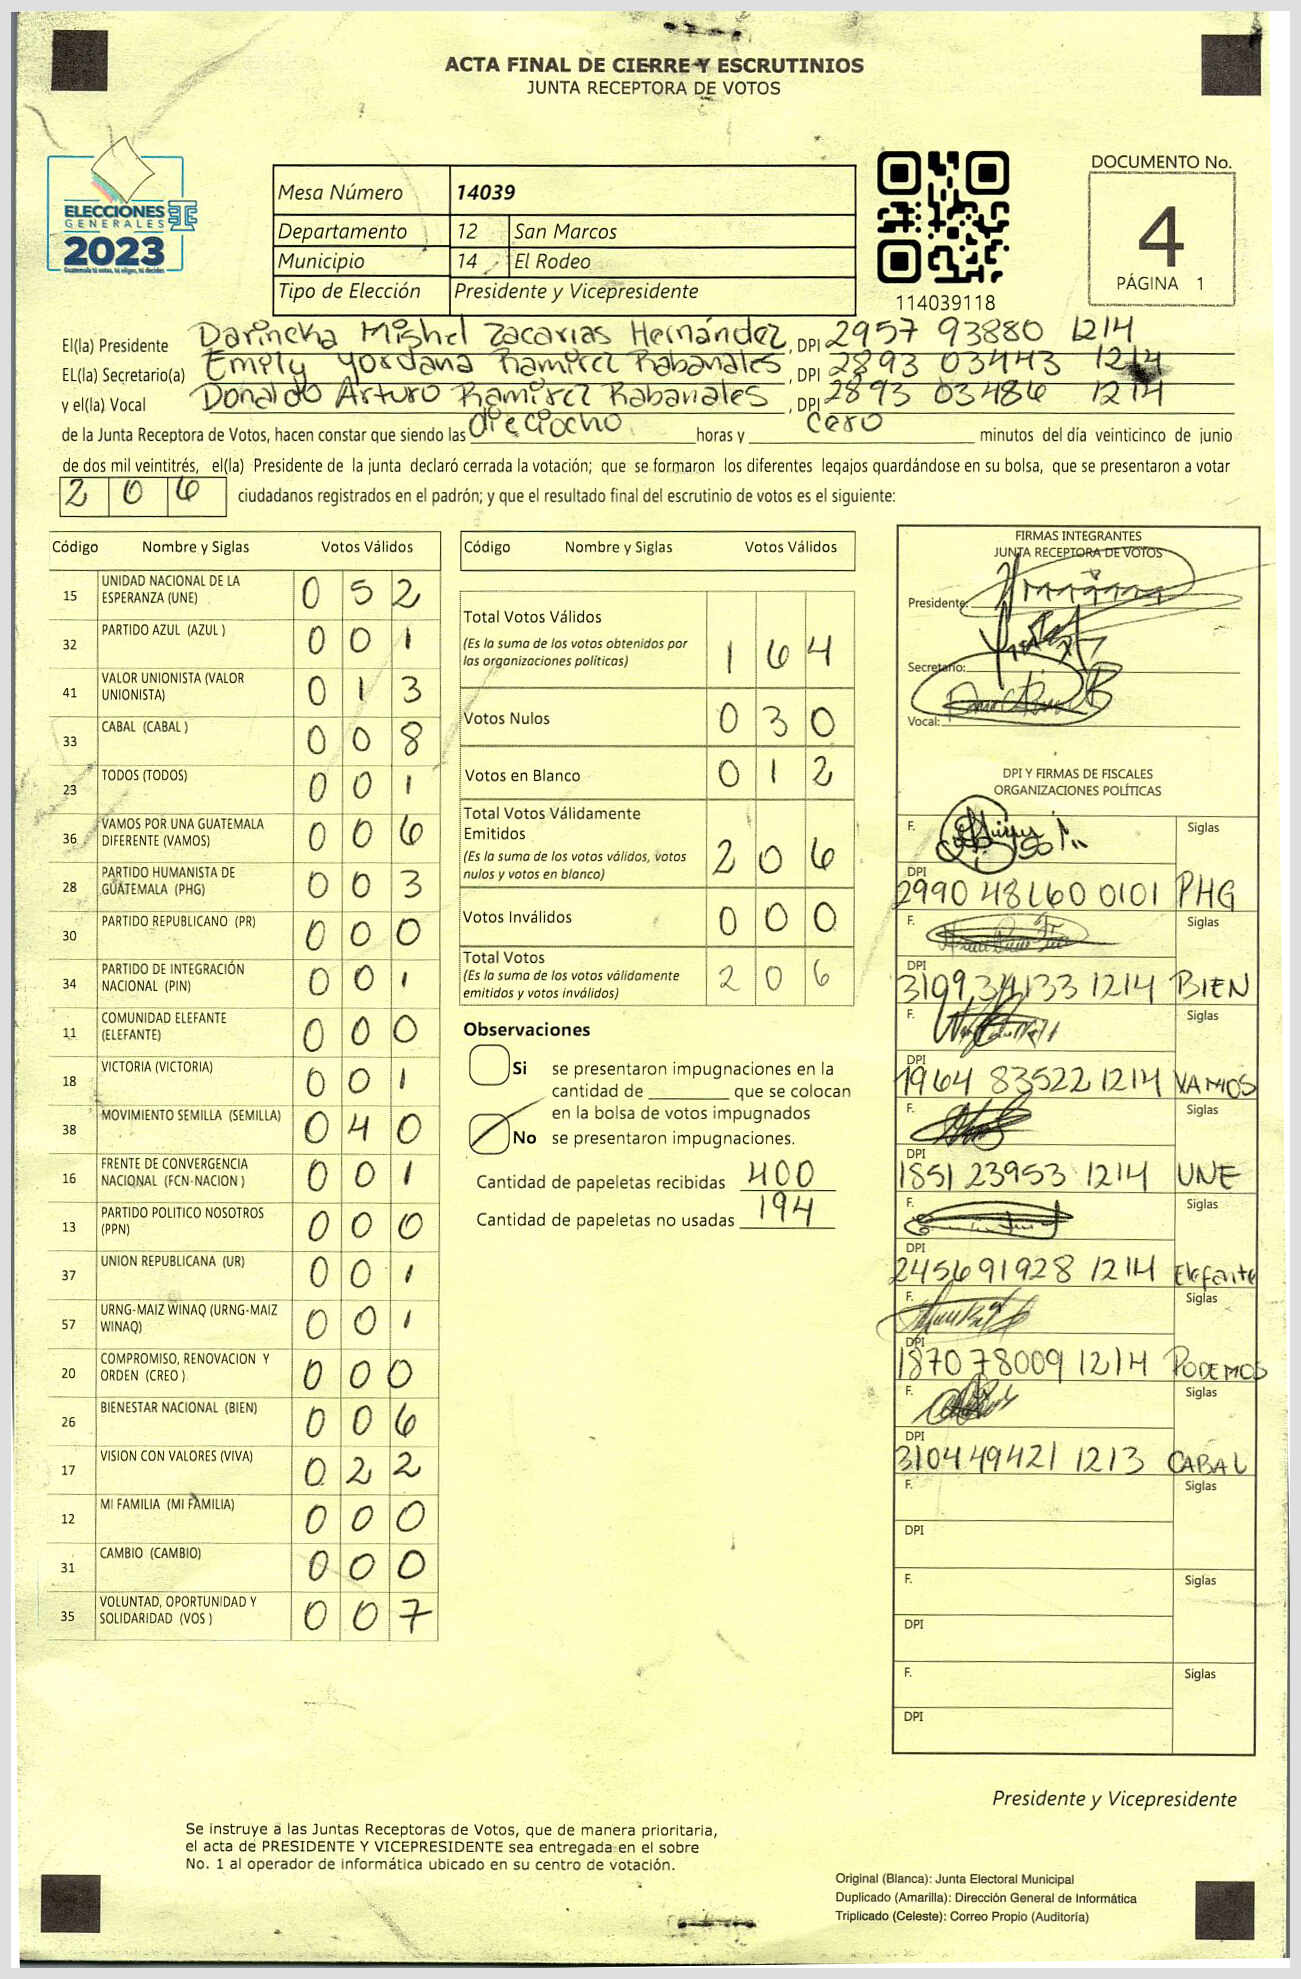 ACTA FINAL DE CIERRE Y ESCRUTINIOS
JUNTA RECEPTORA DE VOTOS
ELECCIONES
GENERALES
2023
Guatemala tú votas, tú eliges, tú decides
Mesa Número 14039
Departamento 12 San Marcos
Municipio 14 El Rodeo
Tipo de Elección Presidente y Vicepresidente
114039118
DOCUMENTO No.
4
PÁGINA 1
El(la) Presidente Darincka Mishel Zacarias Hernández, DPI 2957 93880 1214
EL(la) Secretario(a) Emely Yordana Ramirez Rabanales, DPI 2893 03443 1214
y el(la) Vocal Donaldo Arturo Ramirez Rabanales, DPI 2893 03486 1214
de la Junta Receptora de Votos, hacen constar que siendo las dieciocho horas y cero minutos del día veinticinco de junio
de dos mil veintitrés, el(la) Presidente de la junta declaró cerrada la votación; que se formaron los diferentes legajos guardándose en su bolsa, que se presentaron a votar
206 ciudadanos registrados en el padrón; y que el resultado final del escrutinio de votos es el siguiente:
Código Nombre y Siglas Votos Válidos
15 UNIDAD NACIONAL DE LA ESPERANZA (UNE) 0 5 2
32 PARTIDO AZUL (AZUL ) 0 0 1
41 VALOR UNIONISTA (VALOR UNIONISTA) 0 1 3
33 CABAL (CABAL ) 0 0 8
23 TODOS (TODOS) 0 0 1
36 VAMOS POR UNA GUATEMALA DIFERENTE (VAMOS) 0 0 6
28 PARTIDO HUMANISTA DE GUATEMALA (PHG) 0 0 3
30 PARTIDO REPUBLICANO (PR) 0 0 0
34 PARTIDO DE INTEGRACIÓN NACIONAL (PIN) 0 0 1
11 COMUNIDAD ELEFANTE (ELEFANTE) 0 0 0
18 VICTORIA (VICTORIA) 0 0 1
38 MOVIMIENTO SEMILLA (SEMILLA) 0 4 0
16 FRENTE DE CONVERGENCIA NACIONAL (FCN-NACION ) 0 0 1
13 PARTIDO POLITICO NOSOTROS (PPN) 0 0 0
37 UNION REPUBLICANA (UR) 0 0 1
57 URNG-MAIZ WINAQ (URNG-MAIZ WINAQ) 0 0 1
20 COMPROMISO, RENOVACION Y ORDEN (CREO ) 0 0 0
26 BIENESTAR NACIONAL (BIEN) 0 0 6
17 VISION CON VALORES (VIVA) 0 2 2
12 MI FAMILIA (MI FAMILIA) 0 0 0
31 CAMBIO (CAMBIO) 0 0 0
35 VOLUNTAD, OPORTUNIDAD Y SOLIDARIDAD (VOS ) 0 0 7
Código Nombre y Siglas Votos Válidos
Total Votos Válidos
(Es la suma de los votos obtenidos por
las organizaciones políticas) 1 6 4
Votos Nulos 0 3 0
Votos en Blanco 0 1 2
Total Votos Válidamente
Emitidos
(Es la suma de los votos válidos, votos
nulos y votos en blanco) 2 0 6
Votos Inválidos 0 0 0
Total Votos
(Es la suma de los votos válidamente
emitidos y votos inválidos) 2 0 6
Observaciones
Si se presentaron impugnaciones en la
cantidad de ________ que se colocan
en la bolsa de votos impugnados
No se presentaron impugnaciones.
Cantidad de papeletas recibidas 400
Cantidad de papeletas no usadas 194
FIRMAS INTEGRANTES
JUNTA RECEPTORA DE VOTOS
Presidente:
Secretario:
Vocal:
DPI Y FIRMAS DE FISCALES
ORGANIZACIONES POLÍTICAS
F. Siglas
DPI
2990 48160 0101 PHG
F. Siglas
DPI
3109 34133 1214 BIEN
F. Siglas
DPI
1964 83522 1214 VAMOS
F. Siglas
DPI
1851 23953 1214 UNE
F. Siglas
DPI
2456 91928 1214 Elefante
F. Siglas
DPI
1870 78009 1214 PODEMOS
F. Siglas
DPI
3104 49421 1213 CABAL
F. Siglas
DPI
F. Siglas
DPI
F. Siglas
DPI
Presidente y Vicepresidente
Se instruye a las Juntas Receptoras de Votos, que de manera prioritaria,
el acta de PRESIDENTE Y VICEPRESIDENTE sea entregada en el sobre
No. 1 al operador de informática ubicado en su centro de votación.
Original (Blanca): Junta Electoral Municipal
Duplicado (Amarilla): Dirección General de Informática
Triplicado (Celeste): Correo Propio (Auditoría)